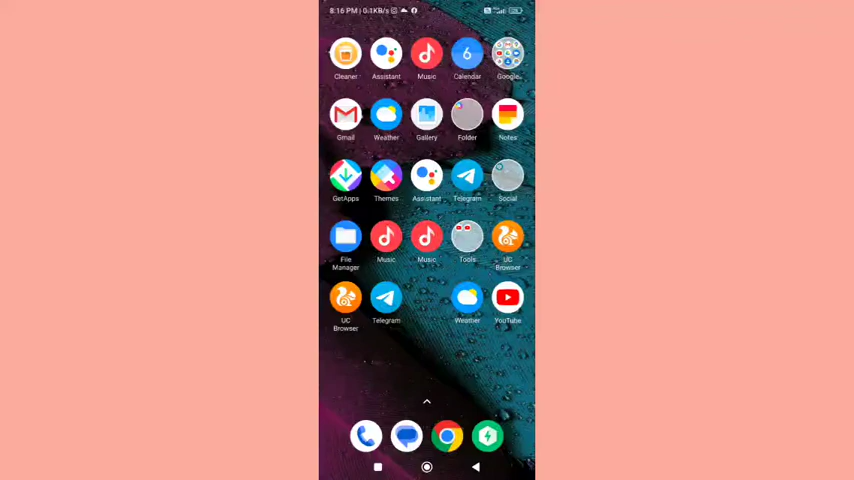 8:16 PM | 0.1KB/s
Cleaner Assistant Music Calendar Google
6
Gmail Weather Gallery Folder Notes
GetApps Themes Assistant Telegram Social
File Manager Music Music Tools UC Browser
UC Browser Telegram Weather YouTube